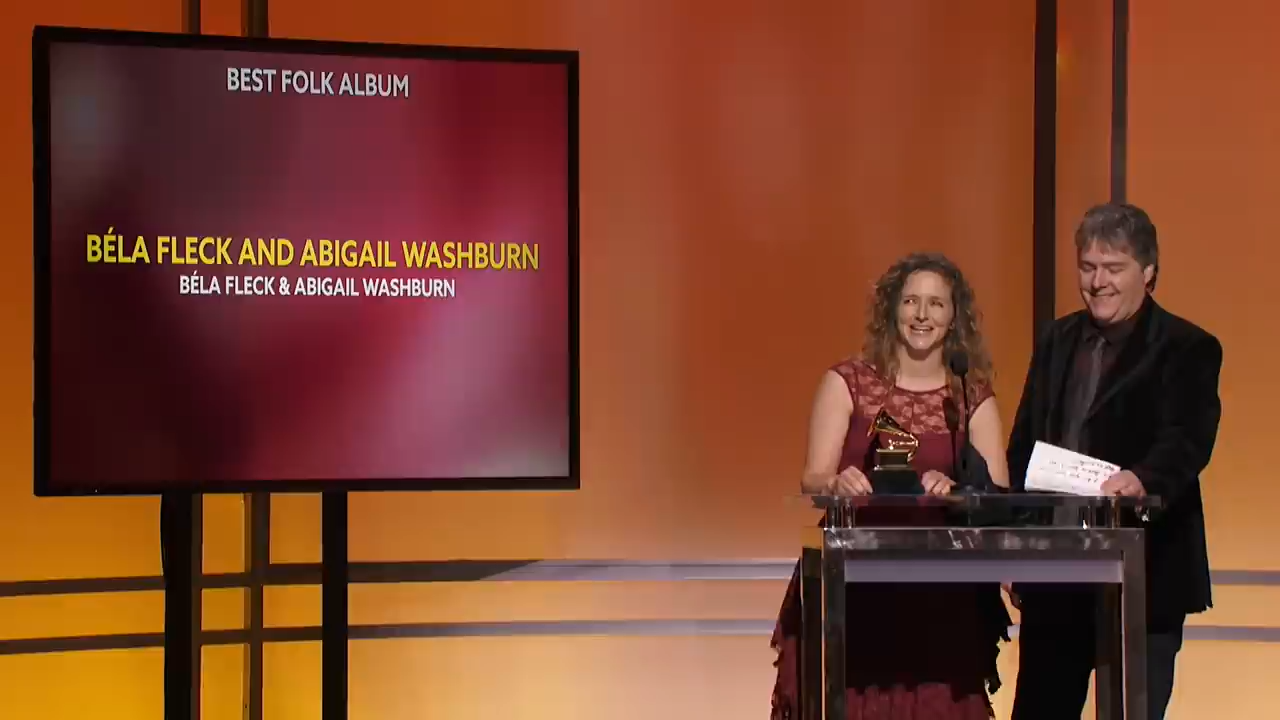 BEST FOLK ALBUM
BÉLA FLECK AND ABIGAIL WASHBURN
BÉLA FLECK & ABIGAIL WASHBURN